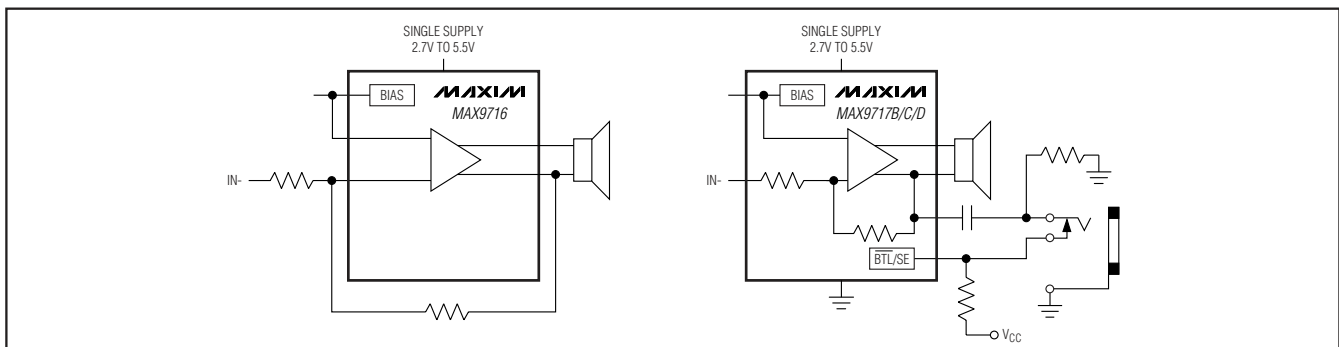 SINGLE SUPPLY
2.7V TO 5.5V
BIAS
MAXIM
MAX9716
IN-
SINGLE SUPPLY
2.7V TO 5.5V
BIAS
MAXIM
MAX9717B/C/D
IN-
BTL/SE
VCC